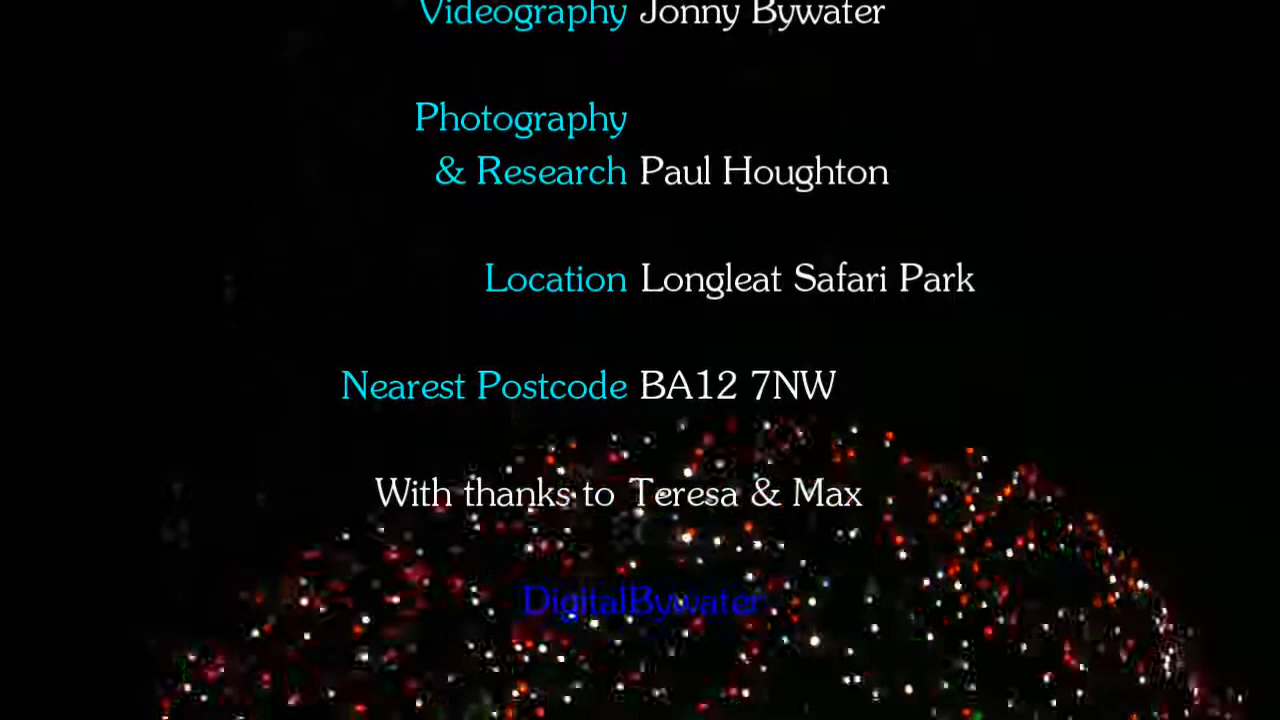 Videography Jonny Bywater
Photography
& Research Paul Houghton
Location Longleat Safari Park
Nearest Postcode BA12 7NW
With thanks to Teresa & Max
DigitalBywater